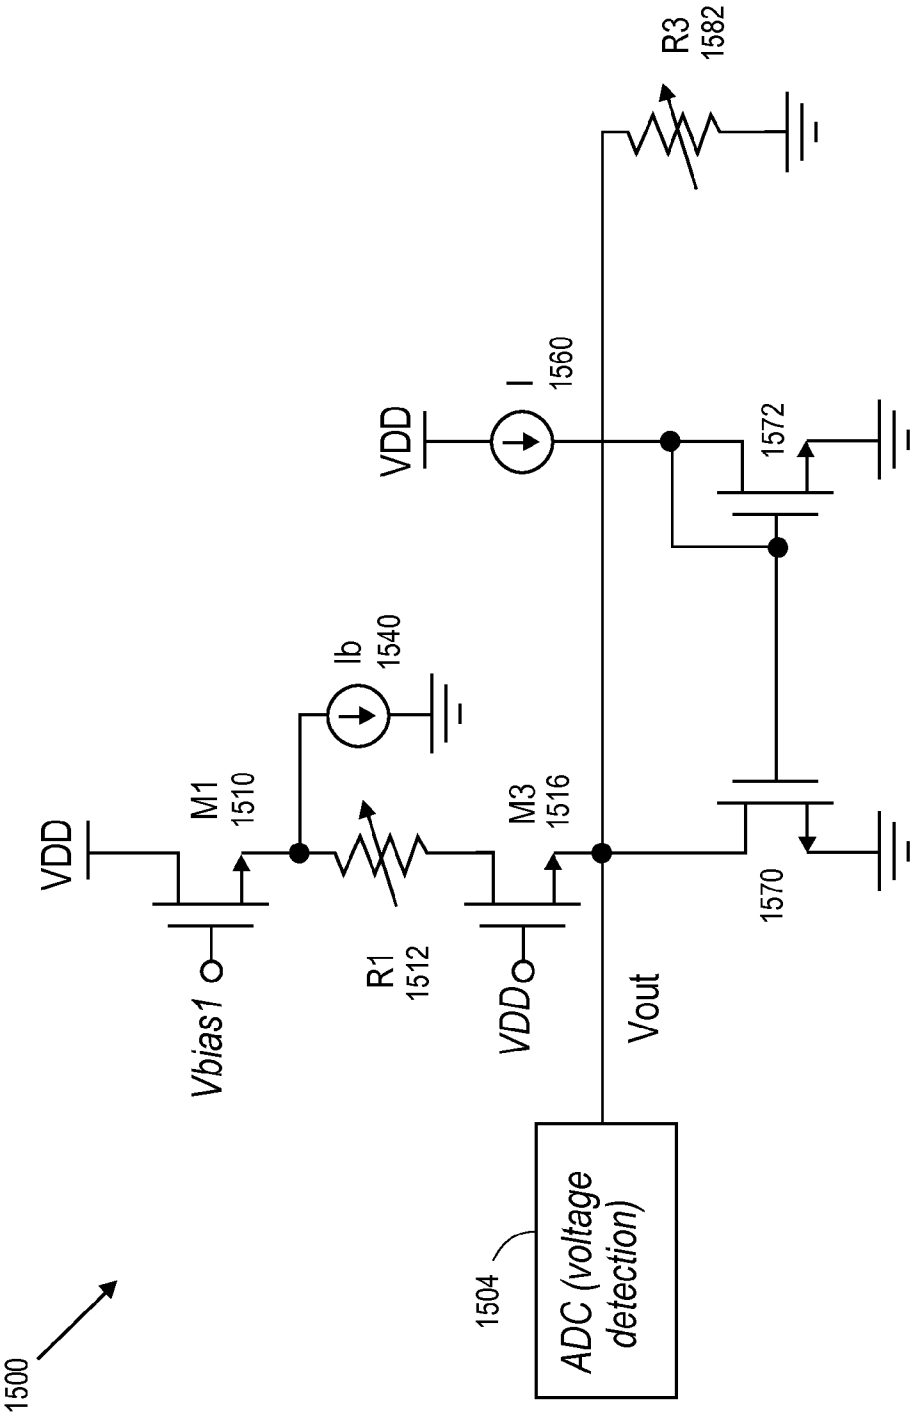 1500
VDD
Vbias1
M1
1510
Ib
1540
R1
1512
VDD
M3
1516
VDD
I
1560
R3
1582
Vout
1504
ADC (voltage
detection)
1570
1572